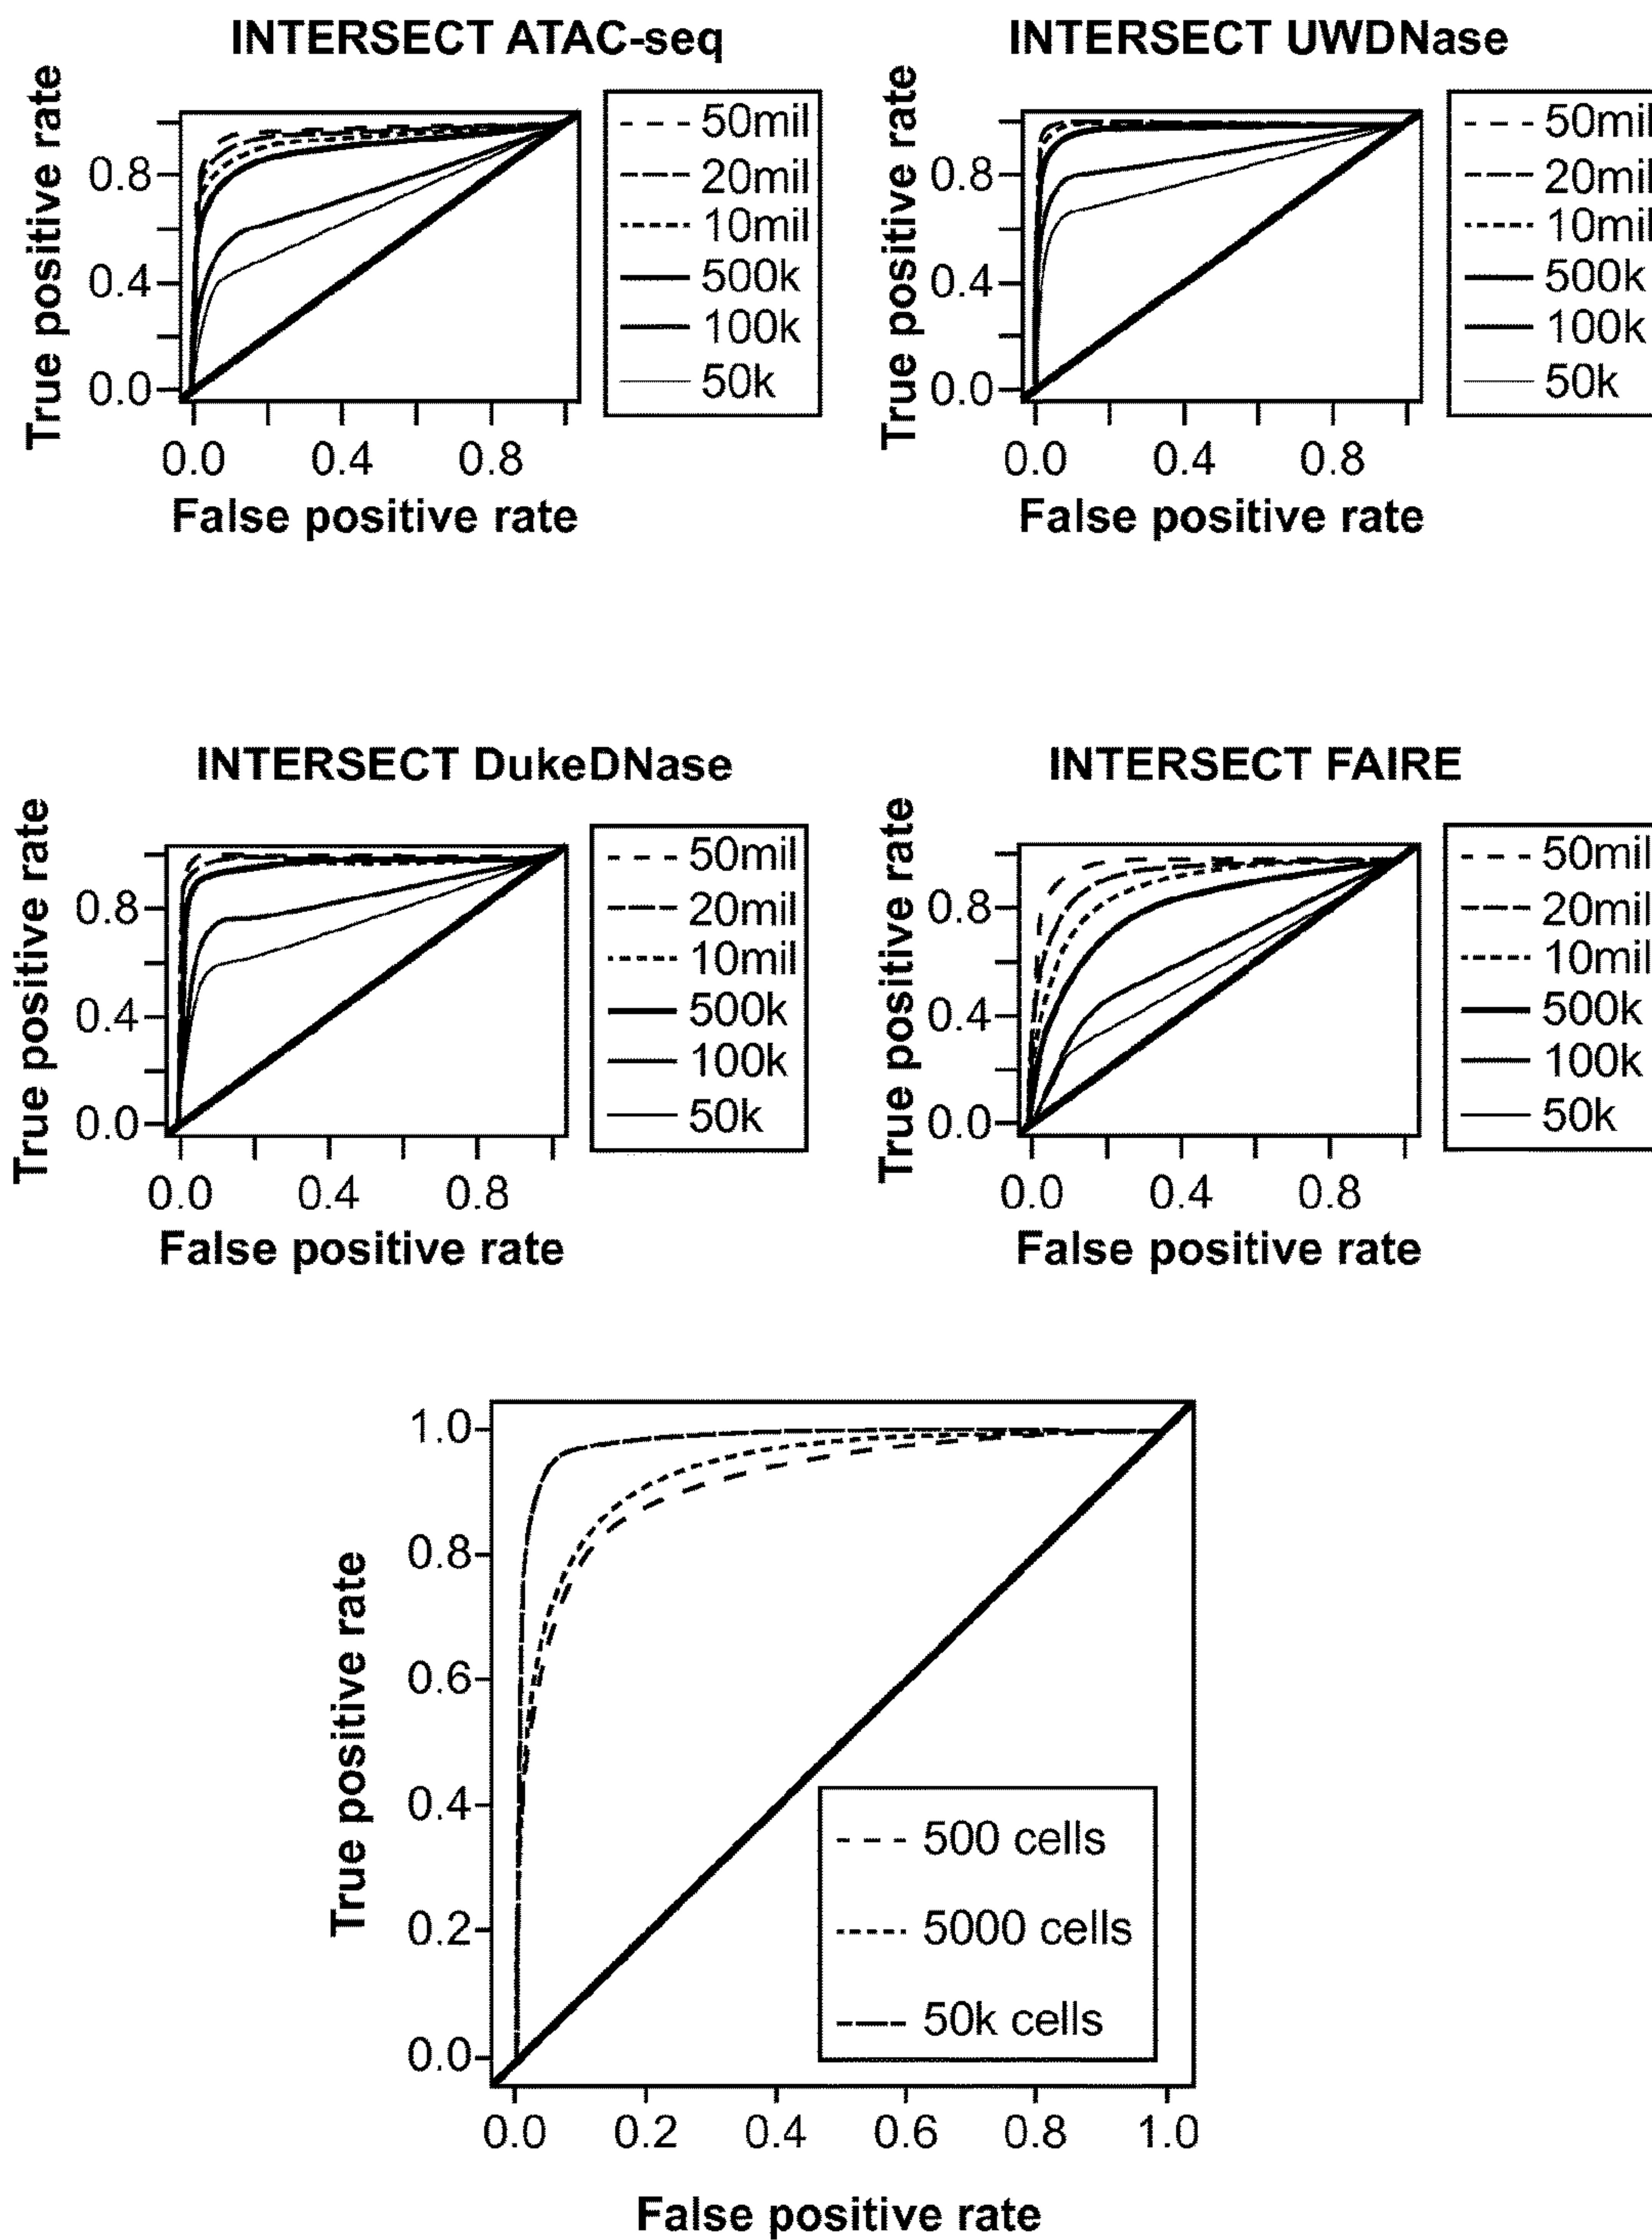 INTERSECT ATAC-seq
True positive rate
0.8
0.4
0.0
0.0 0.4 0.8
False positive rate
50mil
20mil
10mil
500k
100k
50k
INTERSECT UWDNase
True positive rate
0.8
0.4
0.0
0.0 0.4 0.8
False positive rate
50mil
20mil
10mil
500k
100k
50k
INTERSECT DukeDNase
True positive rate
0.8
0.4
0.0
0.0 0.4 0.8
False positive rate
50mil
20mil
10mil
500k
100k
50k
INTERSECT FAIRE
True positive rate
0.8
0.4
0.0
0.0 0.4 0.8
False positive rate
50mil
20mil
10mil
500k
100k
50k
True positive rate
1.0
0.8
0.6
0.4
0.2
0.0
500 cells
5000 cells
50k cells
0.0 0.2 0.4 0.6 0.8 1.0
False positive rate